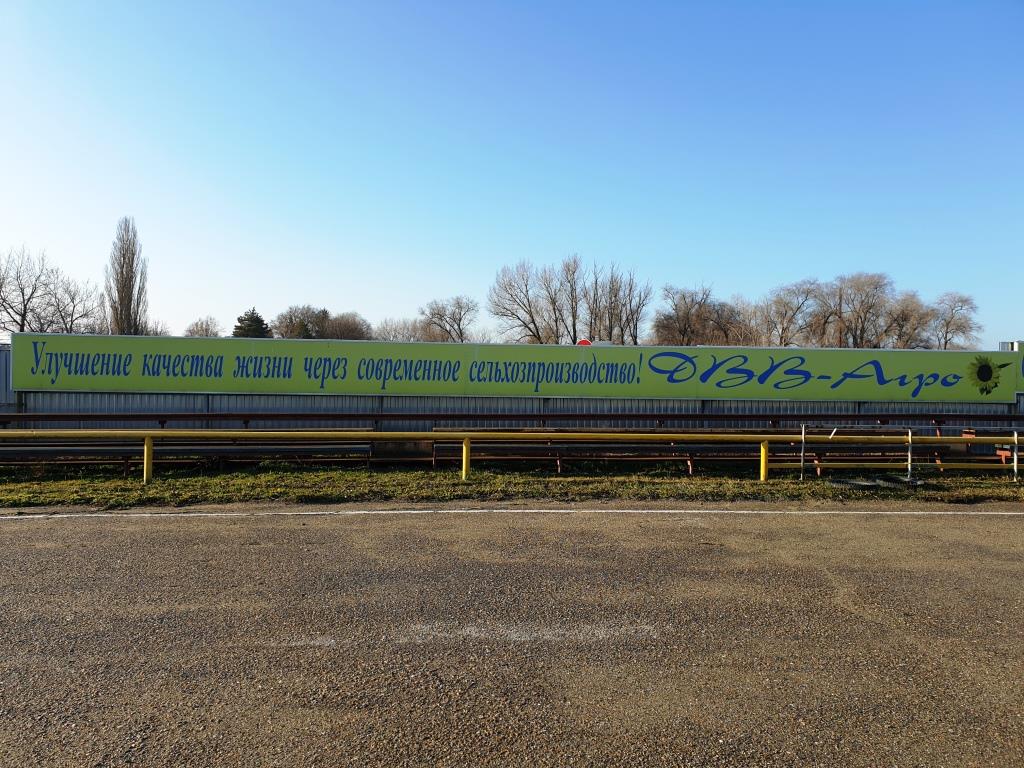 Улучшение качества жизни через современное сельхозпроизводство! ДВВ-Агро